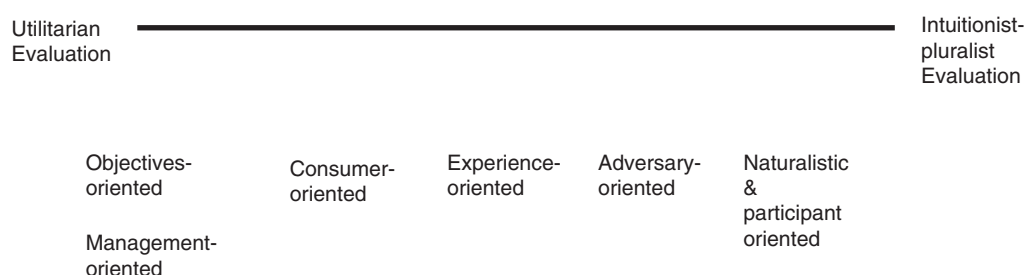 Utilitarian
Evaluation
Intuitionist-
pluralist
Evaluation
Objectives-
oriented
Management-
oriented
Consumer-
oriented
Experience-
oriented
Adversary-
oriented
Naturalistic
&
participant
oriented